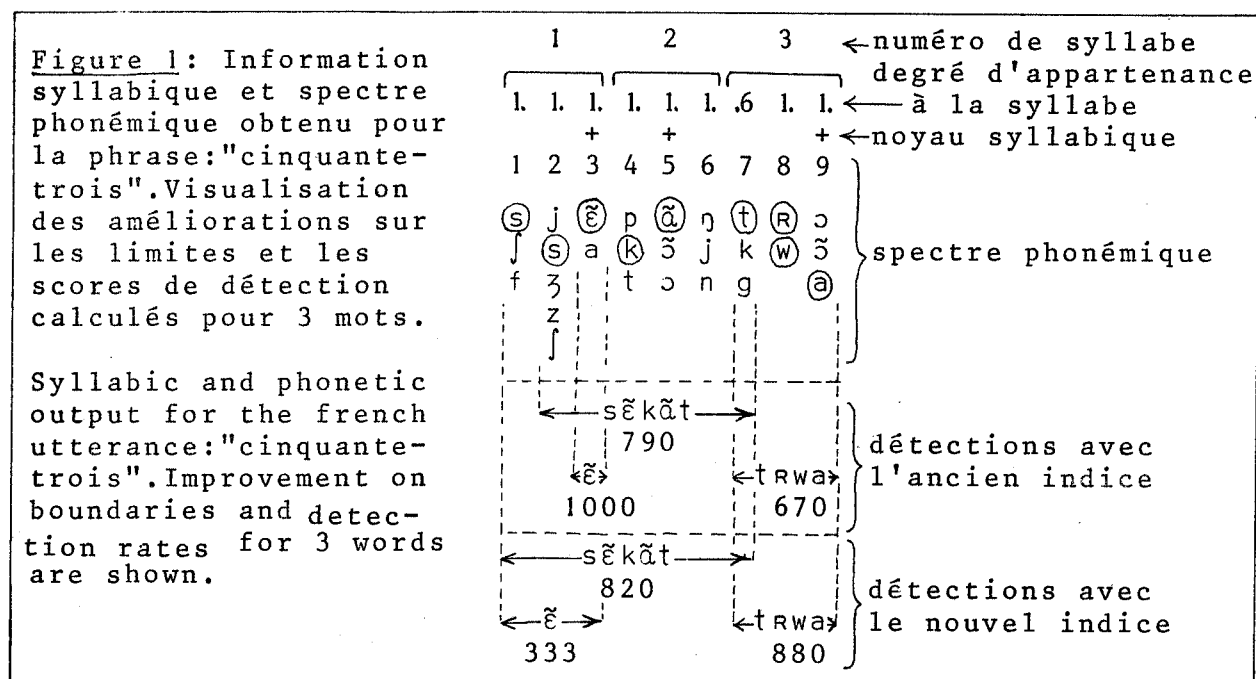 Figure 1: Information
syllabique et spectre
phonémique obtenu pour
la phrase:"cinquante-
trois".Visualisation
des améliorations sur
les limites et les
scores de détection
calculés pour 3 mots.
Syllabic and phonetic
output for the french
utterance:"cinquante-
trois".Improvement on
boundaries and detec-
tion rates for 3 words
are shown.
1 2 3 ←numéro de syllabe
degré d'appartenance
1. 1. 1. 1. 1. 1. .6 1. 1. ← à la syllabe
+ + + ←noyau syllabique
1 2 3 4 5 6 7 8 9
s j ɛ̃ p ɑ̃ ŋ t ʀ ɔ
ʃ s a k ɔ̃ j k w ɔ̃ spectre phonémique
f ʒ t ɔ n g a
z
ʃ
←sɛ̃kɑ̃t→
790
détections avec
l'ancien indice
←ɛ̃→ ←tʀwa→
1000 670
←sɛ̃kɑ̃t→
820
détections avec
le nouvel indice
←ɛ̃→ ←tʀwa→
333 880